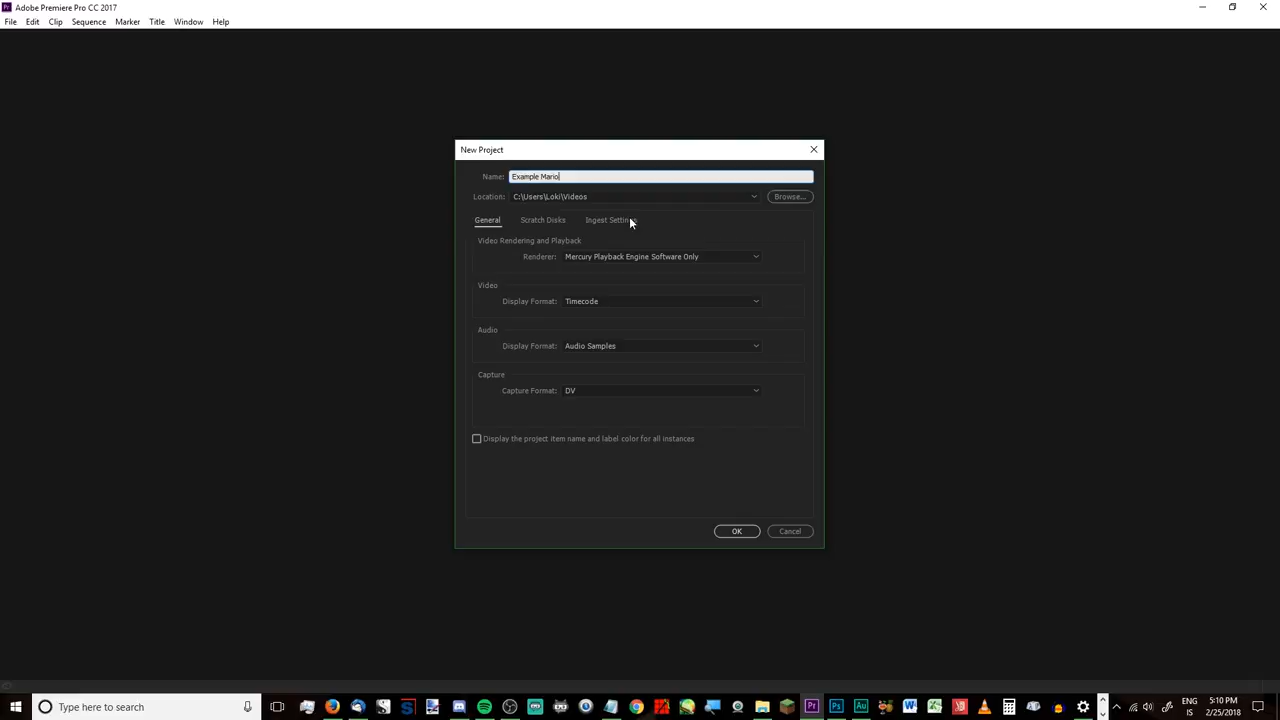 Adobe Premiere Pro CC 2017
File Edit Clip Sequence Marker Title Window Help
New Project
Name: Example Mario
Location: C:\Users\Loki\Videos Browse...
General Scratch Disks Ingest Settings
Video Rendering and Playback
Renderer: Mercury Playback Engine Software Only
Video
Display Format: Timecode
Audio
Display Format: Audio Samples
Capture
Capture Format: DV
Display the project item name and label color for all instances
OK Cancel
Type here to search
ENG 5:10 PM
IS 2/25/2018